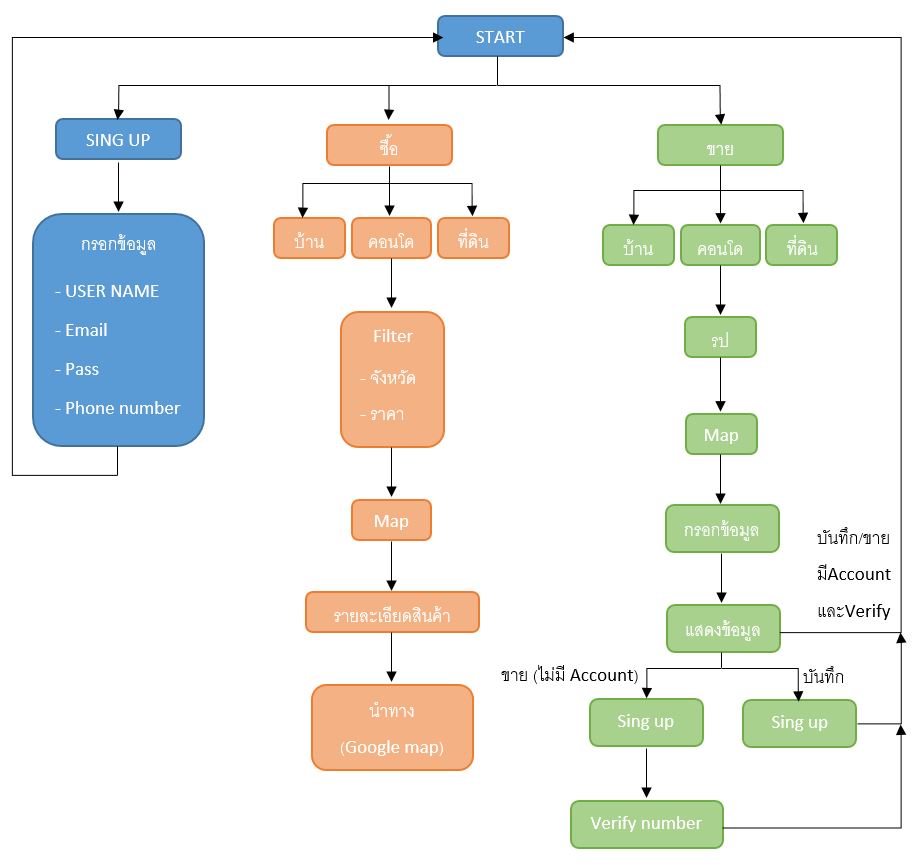 START
SING UP
ซื้อ
ขาย
กรอกข้อมูล
- USER NAME
- Email
- Pass
- Phone number
บ้าน
คอนโด
ที่ดิน
บ้าน
คอนโด
ที่ดิน
Filter
- จังหวัด
- ราคา
รูป
Map
Map
กรอกข้อมูล
บันทึก/ขาย
มีAccount
และVerify
รายละเอียดสินค้า
แสดงข้อมูล
ขาย (ไม่มี Account)
บันทึก
นำทาง
(Google map)
Sing up
Sing up
Verify number